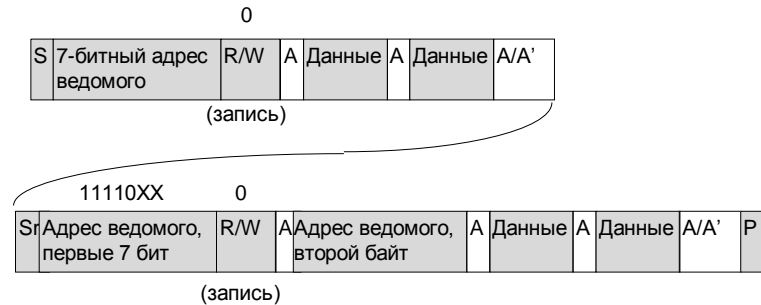 0
S 7-битный адрес ведомого R/W A Данные A Данные A/A’
(запись)
11110XX 0
Sr Адрес ведомого, первые 7 бит R/W A Адрес ведомого, второй байт A Данные A Данные A/A’ P
(запись)